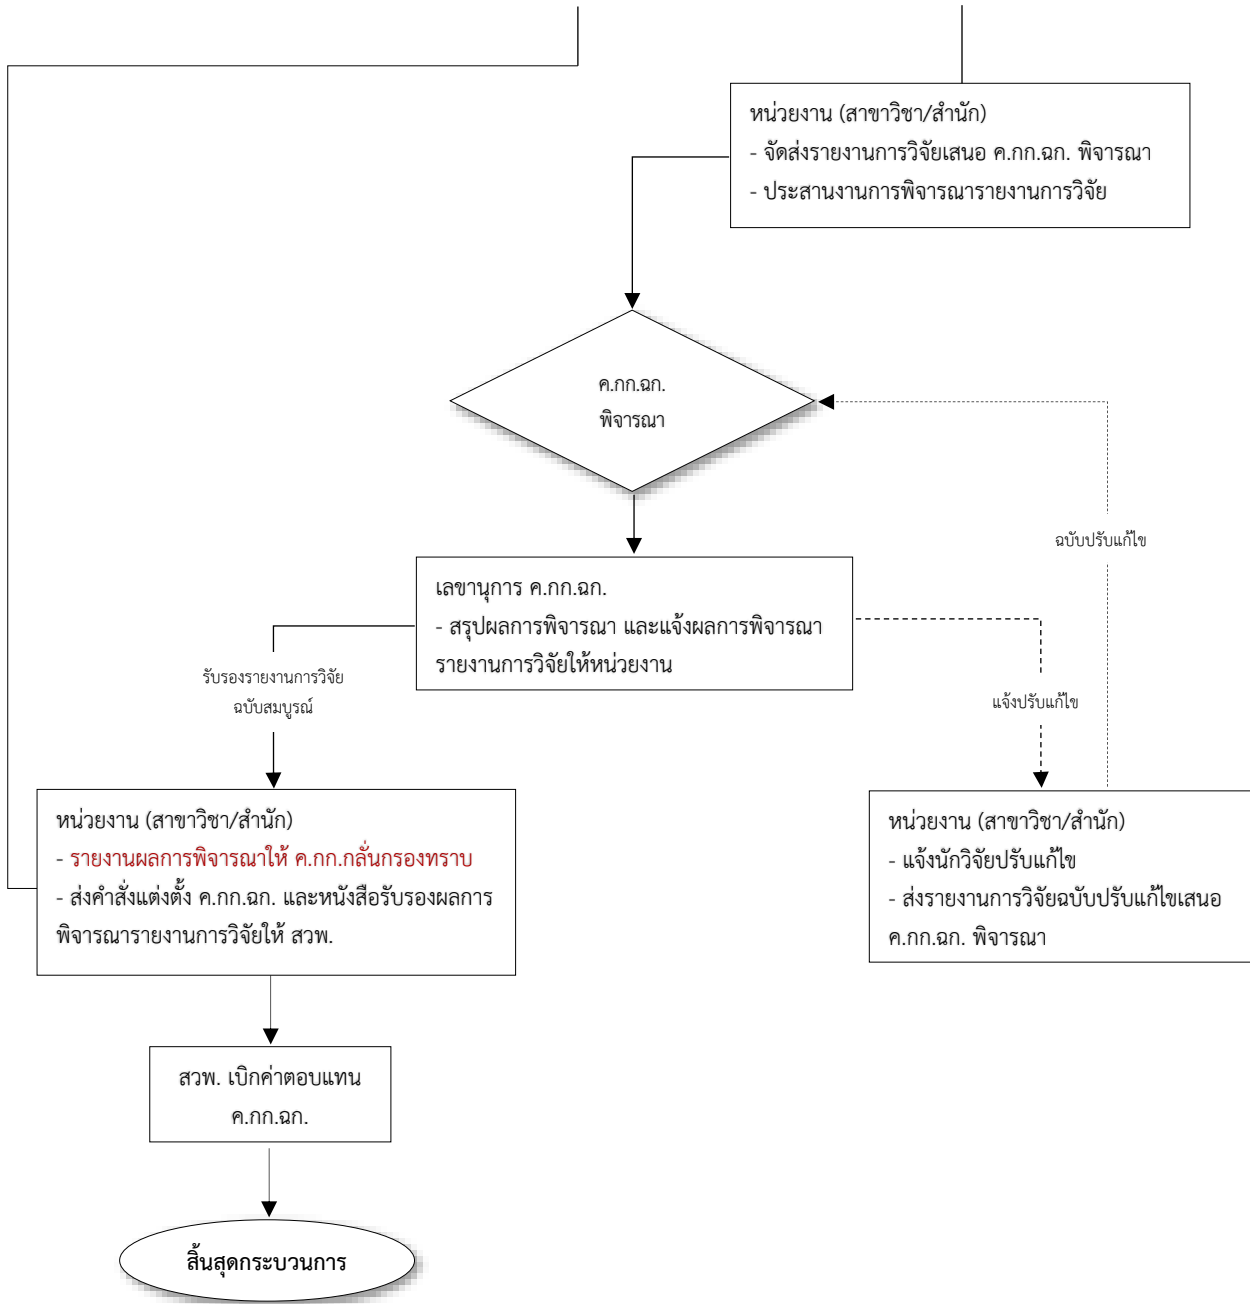 หน่วยงาน (สาขาวิชา/สำนัก)
- จัดส่งรายงานการวิจัยเสนอ ค.กก.ฉก. พิจารณา
- ประสานงานการพิจารณารายงานการวิจัย
ค.กก.ฉก.
พิจารณา
ฉบับปรับแก้ไข
เลขานุการ ค.กก.ฉก.
- สรุปผลการพิจารณา และแจ้งผลการพิจารณา
รายงานการวิจัยให้หน่วยงาน
รับรองรายงานการวิจัย
ฉบับสมบูรณ์
แจ้งปรับแก้ไข
หน่วยงาน (สาขาวิชา/สำนัก)
- รายงานผลการพิจารณาให้ ค.กก.กลั่นกรองทราบ
- ส่งคำสั่งแต่งตั้ง ค.กก.ฉก. และหนังสือรับรองผลการ
พิจารณารายงานการวิจัยให้ สวพ.
หน่วยงาน (สาขาวิชา/สำนัก)
- แจ้งนักวิจัยปรับแก้ไข
- ส่งรายงานการวิจัยฉบับปรับแก้ไขเสนอ
ค.กก.ฉก. พิจารณา
สวพ. เบิกค่าตอบแทน
ค.กก.ฉก.
สิ้นสุดกระบวนการ